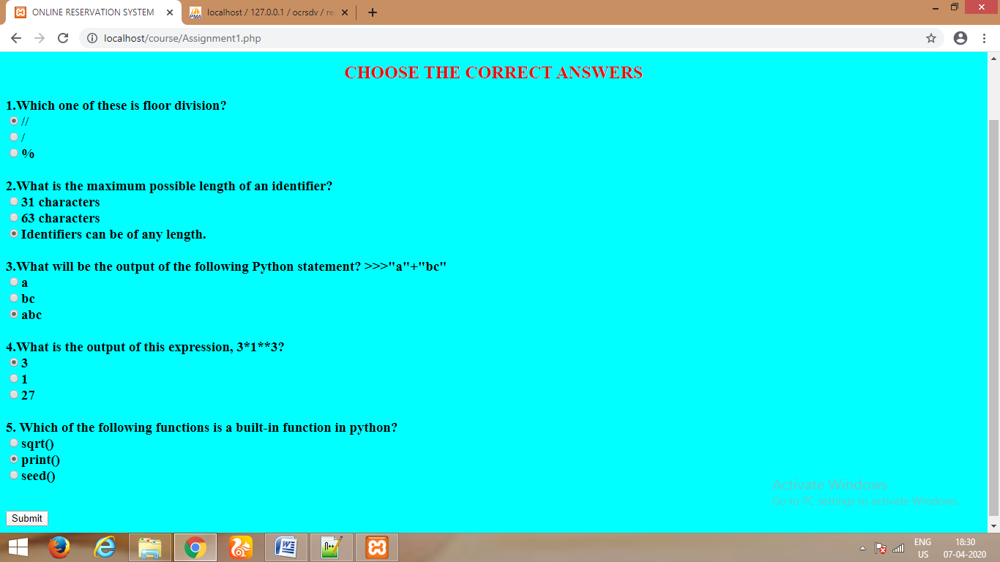 ONLINE RESERVATION SYSTEM
localhost / 127.0.0.1 / ocrsdv / re
localhost/course/Assignment1.php
CHOOSE THE CORRECT ANSWERS
1.Which one of these is floor division?
//
/
%
2.What is the maximum possible length of an identifier?
31 characters
63 characters
Identifiers can be of any length.
3.What will be the output of the following Python statement? >>>"a"+"bc"
a
bc
abc
4.What is the output of this expression, 3*1**3?
3
1
27
5. Which of the following functions is a built-in function in python?
sqrt()
print()
seed()
Activate Windows
Go to PC settings to activate Windows.
Submit
ENG 18:30
US 07-04-2020